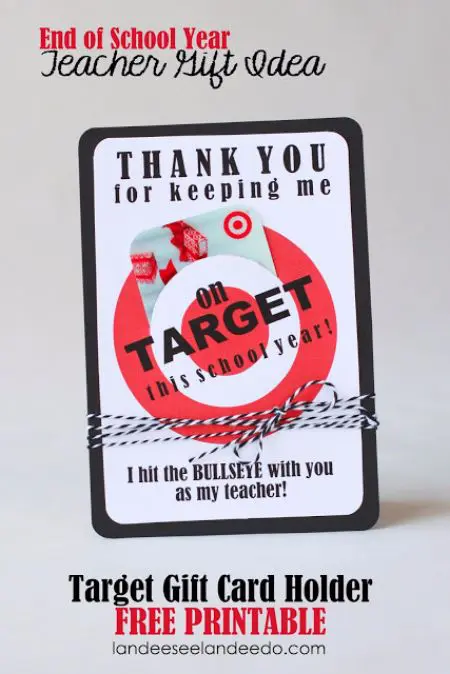 End of School Year
Teacher Gift Idea
THANK YOU
for keeping me
on
TARGET
this school year!
I hit the BULLSEYE with you
as my teacher!
Target Gift Card Holder
FREE PRINTABLE
landeeseelandeedo.com